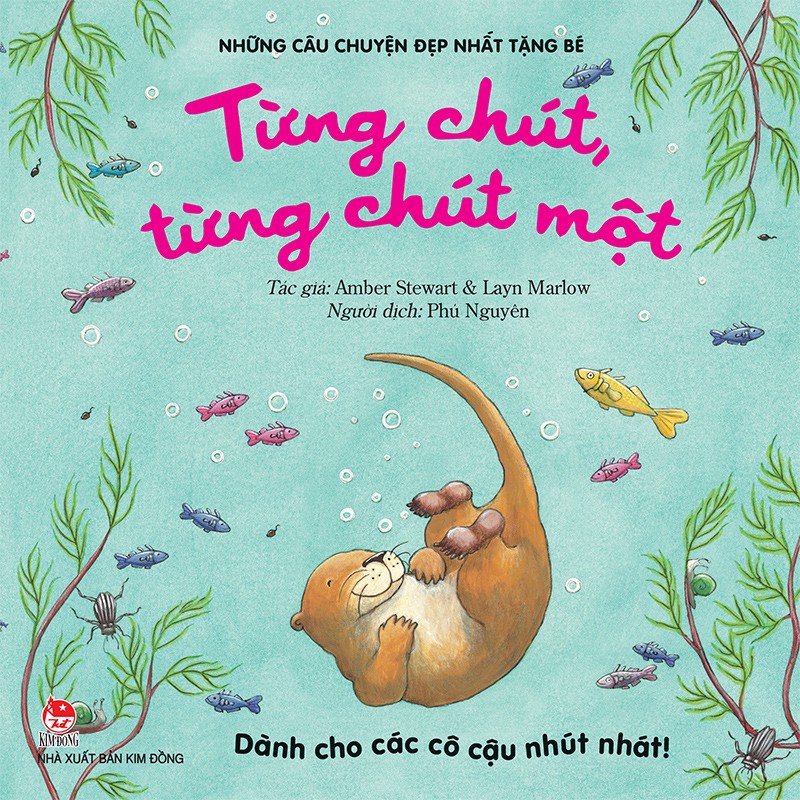 NHỮNG CÂU CHUYỆN ĐẸP NHẤT TẶNG BÉ
Từng chút,
từng chút một
Tác giả: Amber Stewart & Layn Marlow
Người dịch: Phú Nguyên
Dành cho các cô cậu nhút nhát!
KIM ĐỒNG
NHÀ XUẤT BẢN KIM ĐỒNG